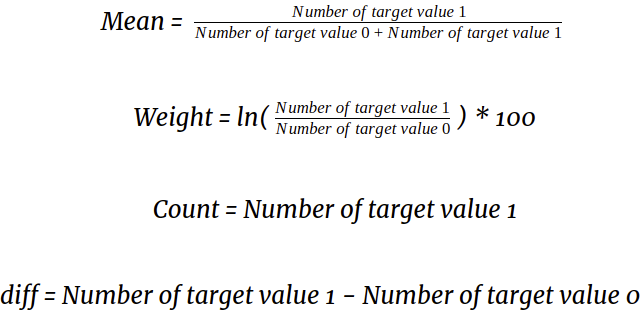 Mean = Number of target value 1 / Number of target value 0 + Number of target value 1
Weight = ln( Number of target value 1 / Number of target value 0 ) * 100
Count = Number of target value 1
diff = Number of target value 1 − Number of target value 0